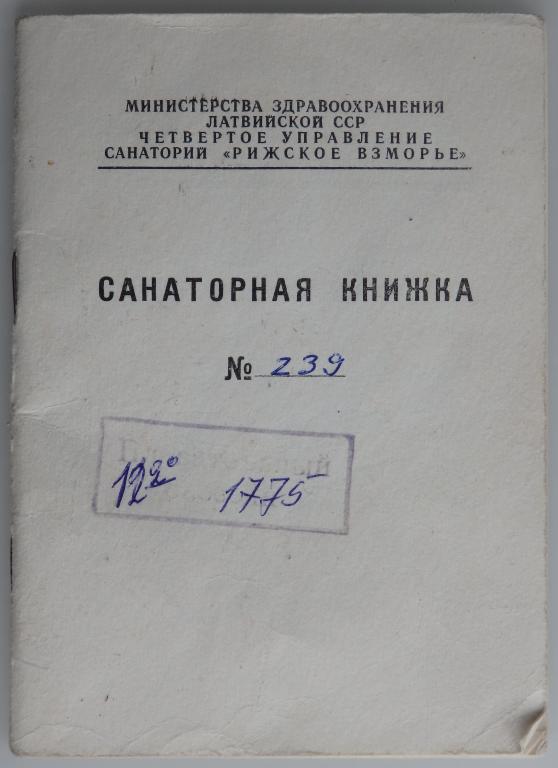 МИНИСТЕРСТВА ЗДРАВООХРАНЕНИЯ
ЛАТВИЙСКОЙ ССР
ЧЕТВЕРТОЕ УПРАВЛЕНИЕ
САНАТОРИЙ «РИЖСКОЕ ВЗМОРЬЕ»
САНАТОРНАЯ КНИЖКА
№ 239
1775